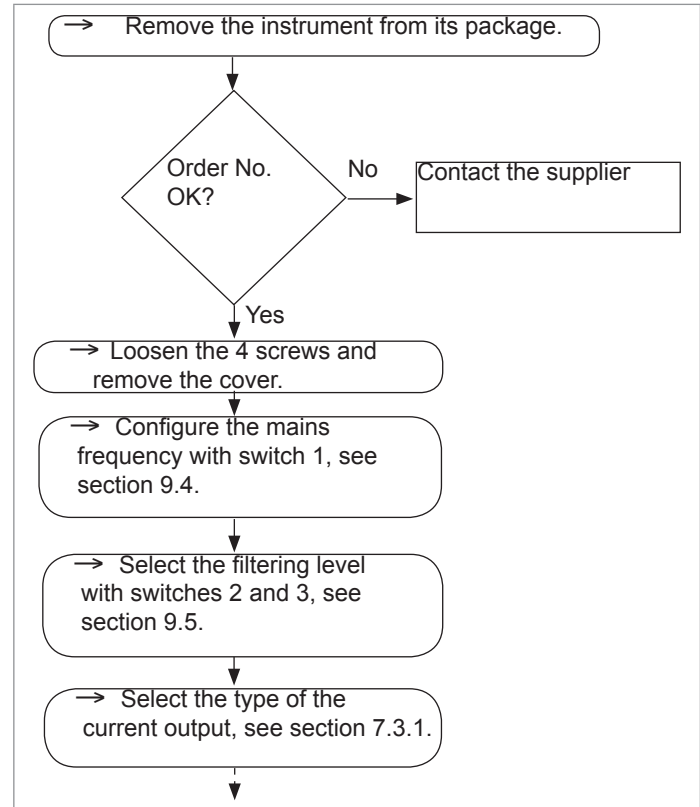 → Remove the instrument from its package.
Order No.
OK?
No
Contact the supplier
Yes
→ Loosen the 4 screws and
remove the cover.
→ Configure the mains
frequency with switch 1, see
section 9.4.
→ Select the filtering level
with switches 2 and 3, see
section 9.5.
→ Select the type of the
current output, see section 7.3.1.